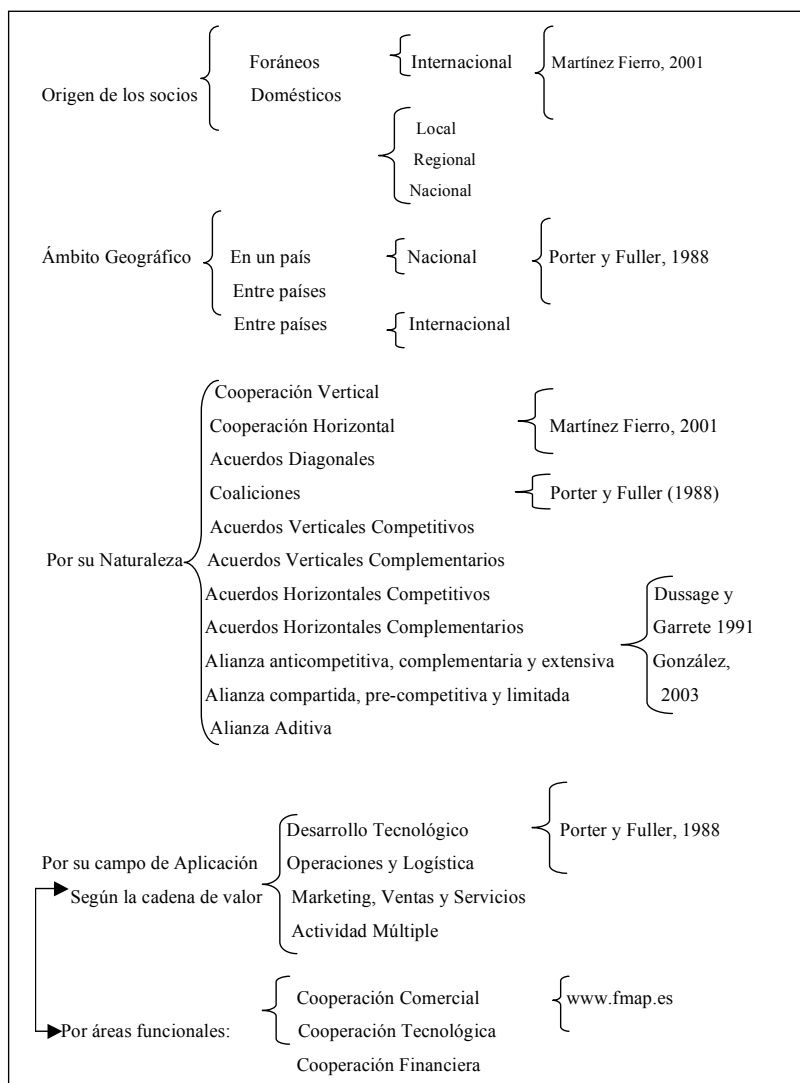 Foráneos Internacional Martínez Fierro, 2001
Origen de los socios Domésticos
Local
Regional
Nacional
Ámbito Geográfico En un país Nacional Porter y Fuller, 1988
Entre países
Entre países Internacional
Cooperación Vertical
Cooperación Horizontal Martínez Fierro, 2001
Acuerdos Diagonales
Coaliciones Porter y Fuller (1988)
Acuerdos Verticales Competitivos
Por su Naturaleza Acuerdos Verticales Complementarios
Acuerdos Horizontales Competitivos Dussage y
Acuerdos Horizontales Complementarios Garrete 1991
Alianza anticompetitiva, complementaria y extensiva González,
Alianza compartida, pre-competitiva y limitada 2003
Alianza Aditiva
Desarrollo Tecnológico Porter y Fuller, 1988
Por su campo de Aplicación Operaciones y Logística
Según la cadena de valor Marketing, Ventas y Servicios
Actividad Múltiple
Cooperación Comercial www.fmap.es
Por áreas funcionales: Cooperación Tecnológica
Cooperación Financiera